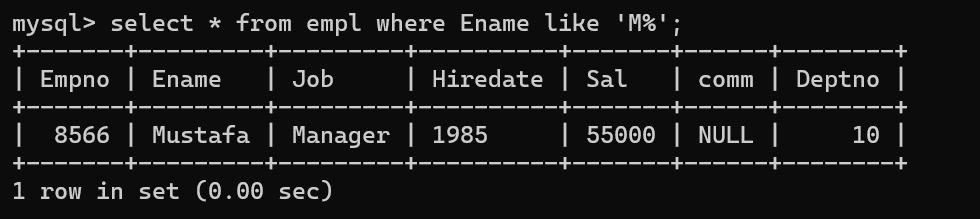 mysql> select * from empl where Ename like 'M%';
+-------+---------+---------+----------+-------+------+--------+
| Empno | Ename   | Job     | Hiredate | Sal   | comm | Deptno |
+-------+---------+---------+----------+-------+------+--------+
|  8566 | Mustafa | Manager | 1985     | 55000 | NULL |     10 |
+-------+---------+---------+----------+-------+------+--------+
1 row in set (0.00 sec)